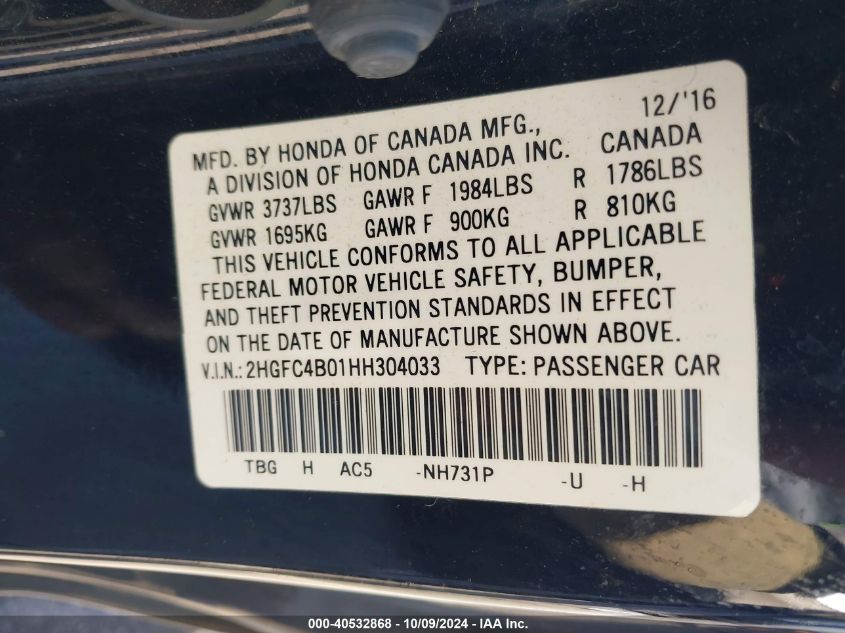 12/'16
MFD. BY HONDA OF CANADA MFG.,
A DIVISION OF HONDA CANADA INC. CANADA
GVWR 3737LBS GAWR F 1984LBS R 1786LBS
GVWR 1695KG GAWR F 900KG R 810KG
THIS VEHICLE CONFORMS TO ALL APPLICABLE
FEDERAL MOTOR VEHICLE SAFETY, BUMPER,
AND THEFT PREVENTION STANDARDS IN EFFECT
ON THE DATE OF MANUFACTURE SHOWN ABOVE.
V.I.N.: 2HGFC4B01HH304033 TYPE: PASSENGER CAR
TBG H AC5 -NH731P -U -H
000-40532868 - 10/09/2024 - IAA Inc.